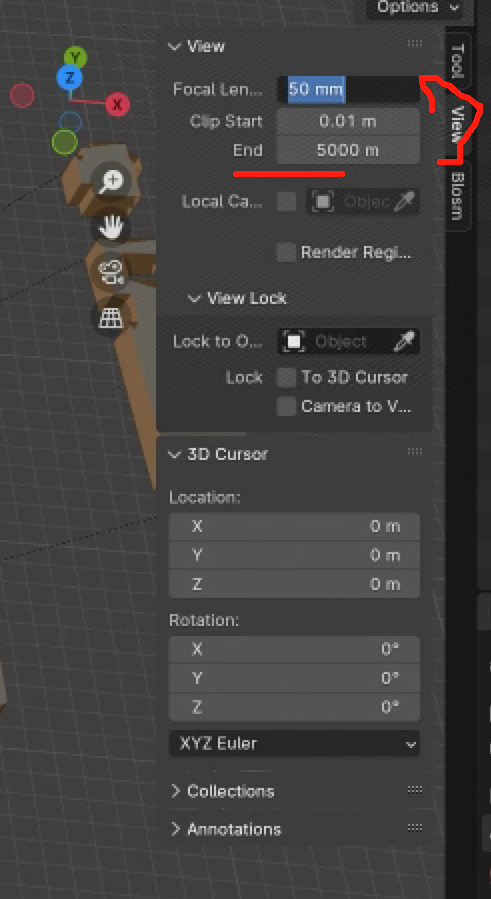 Options
View
Focal Len... 50 mm
Clip Start 0.01 m
End 5000 m
Local Ca... Objec
Render Regi...
View Lock
Lock to O... Object
Lock To 3D Cursor
Camera to V...
3D Cursor
Location:
X 0 m
Y 0 m
Z 0 m
Rotation:
X 0°
Y 0°
Z 0°
XYZ Euler
Collections
Annotations
Tool
View
Blosm
Y
Z
X